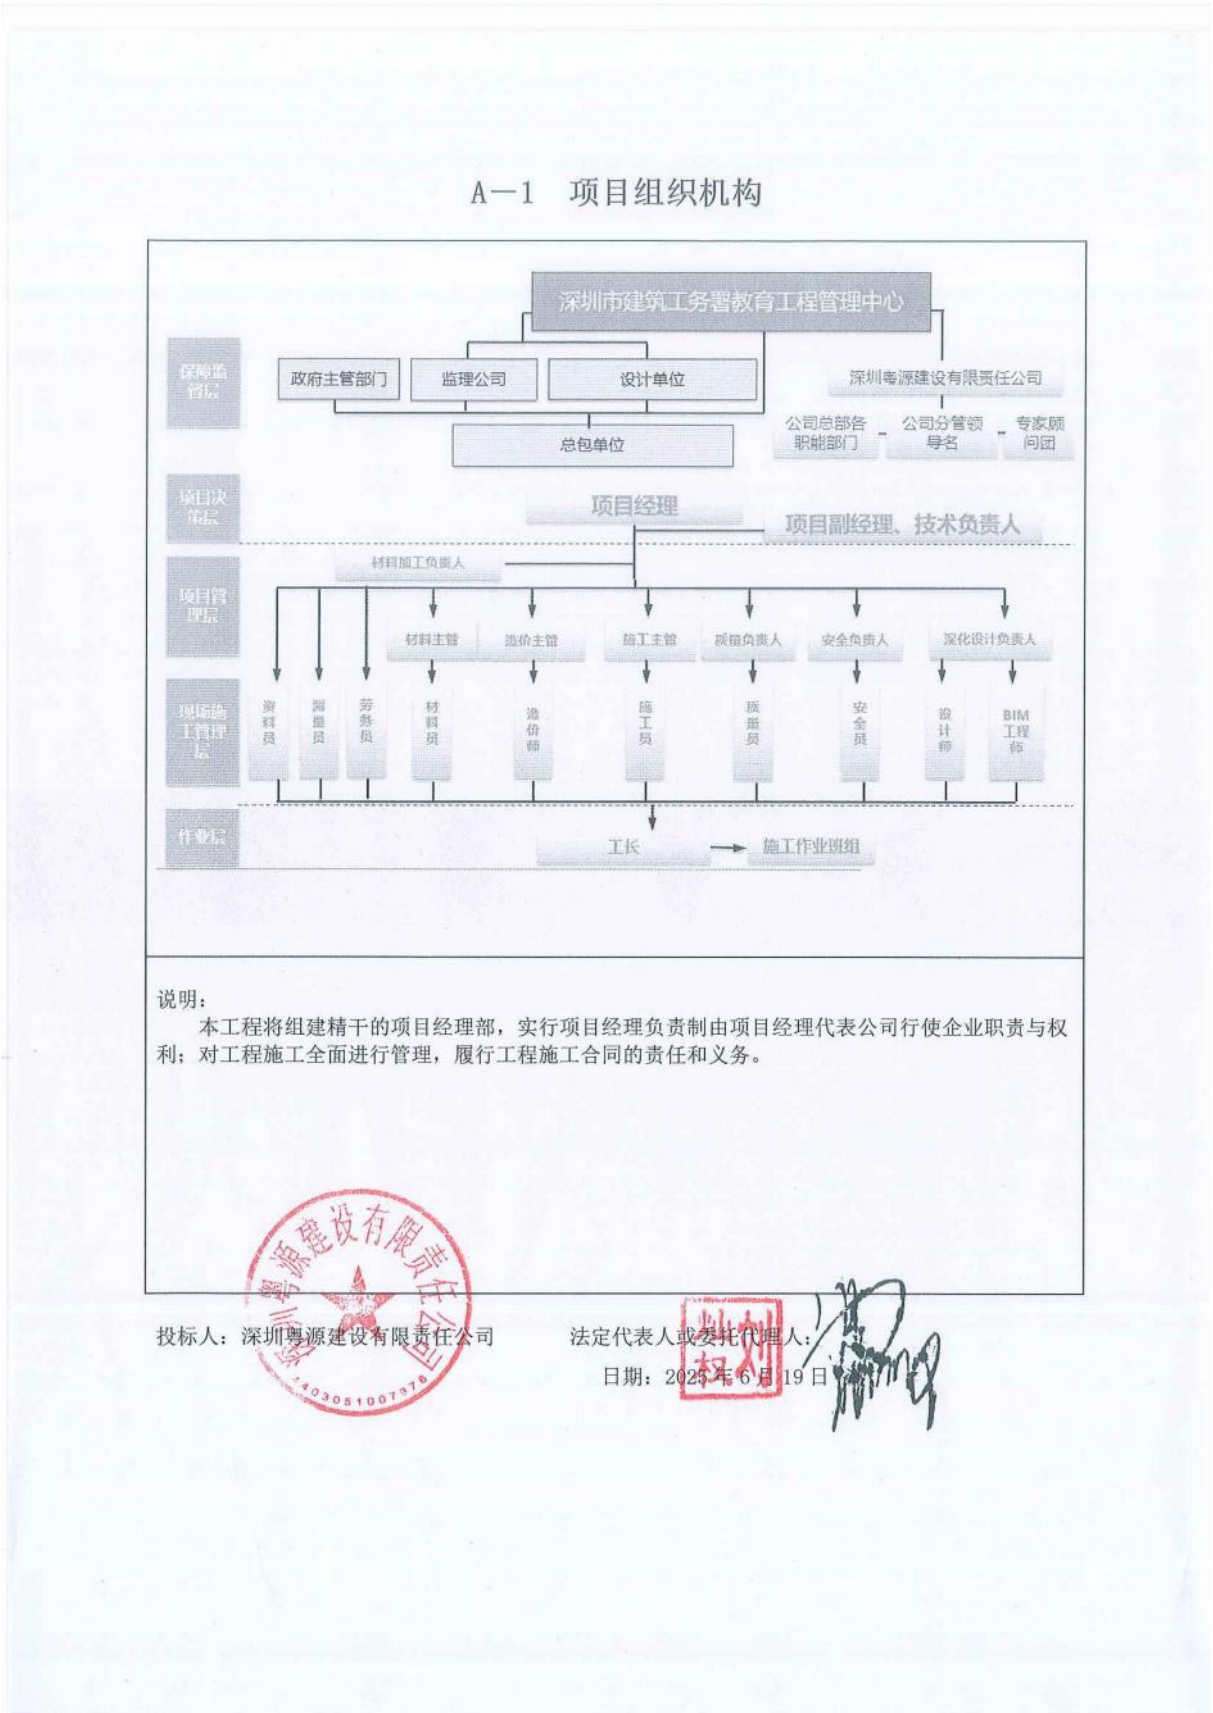 A—1 项目组织机构
深圳市建筑工务署教育工程管理中心
保障监
管层
政府主管部门
监理公司
设计单位
深圳粤源建设有限责任公司
总包单位
公司总部各
职能部门
公司分管领
导名
专家顾
问团
项目决
策层
项目经理
项目副经理、技术负责人
材料加工负责人
项目管
理层
材料主管
造价主管
施工主管
质量负责人
安全负责人
深化设计负责人
现场施
工管理
层
资料员
测量员
劳务员
材料员
造价师
施工员
质量员
安全员
设计师
BIM
工程
师
作业层
工长
施工作业班组
说明：
本工程将组建精干的项目经理部，实行项目经理负责制由项目经理代表公司行使企业职责与权
利；对工程施工全面进行管理，履行工程施工合同的责任和义务。
深圳粤源建设有限责任公司
4403051007376
投标人：深圳粤源建设有限责任公司
法定代表人或委托代理人：
日期：2025年6月19日